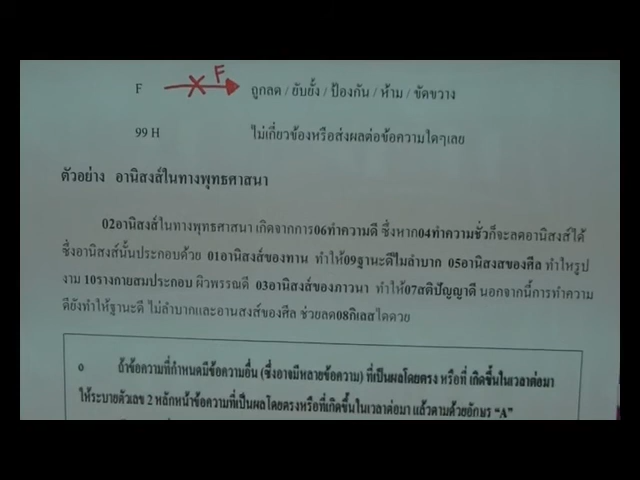 F F ถูกลด / ยับยั้ง / ป้องกัน / ห้าม / ขัดขวาง
99 H ไม่เกี่ยวข้องหรือส่งผลต่อข้อความใดๆเลย
ตัวอย่าง อานิสงส์ในทางพุทธศาสนา
02อานิสงส์ในทางพุทธศาสนา เกิดจากการ06ทำความดี ซึ่งหาก04ทำความชั่วก็จะลดอานิสงส์ได้
ซึ่งอานิสงส์นั้นประกอบด้วย 01อานิสงส์ของทาน ทำให้09ฐานะดีไม่ลำบาก 05อานิสงสของศีล ทำให้รูป
งาม 10ร่างกายสมประกอบ ผิวพรรณดี 03อานิสงส์ของภาวนา ทำให้07สติปัญญาดี นอกจากนี้การทำความ
ดียังทำให้ฐานะดี ไม่ลำบากและอานสงส์ของศีล ช่วยลด08กิเลสไดดวย
o ถ้าข้อความที่กำหนดมีข้อความอื่น (ซึ่งอาจมีหลายข้อความ) ที่เป็นผลโดยตรง หรือที่ เกิดขึ้นในเวลาต่อมา
ให้ระบายตัวเลข 2 หลักหน้าข้อความที่เป็นผลโดยตรงหรือที่เกิดขึ้นในเวลาต่อมา แล้วตามด้วยอักษร “A”